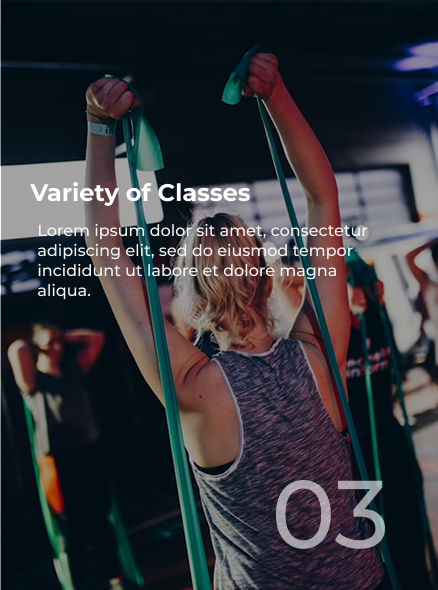 Variety of Classes
Lorem ipsum dolor sit amet, consectetur
adipiscing elit, sed do eiusmod tempor
incididunt ut labore et dolore magna
aliqua.
03